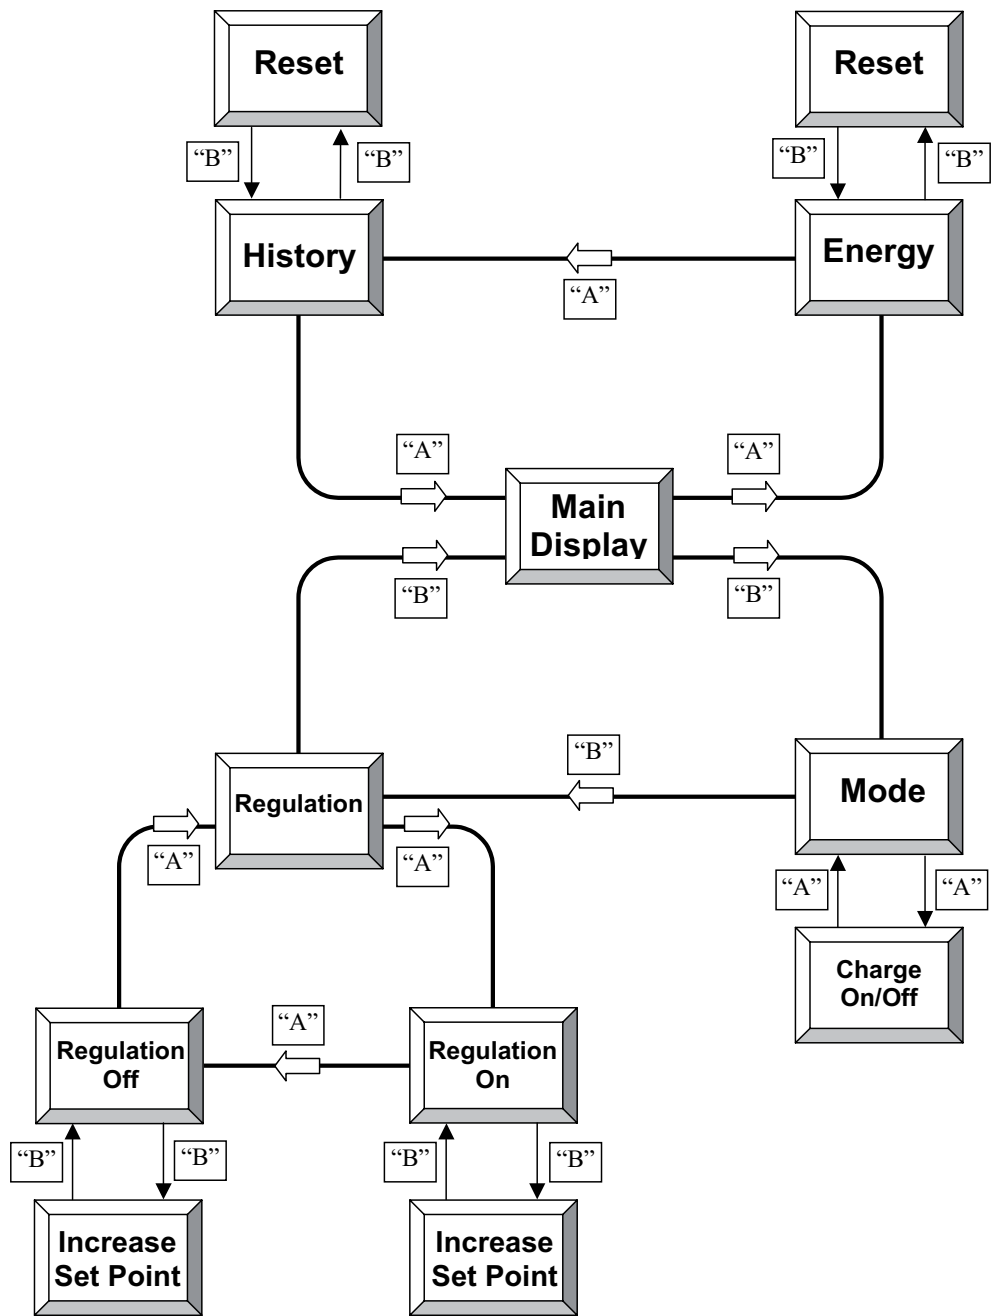 Reset
Reset
“B”
“B”
“B”
“B”
History
Energy
“A”
“A”
“A”
Main
Display
“B”
“B”
“B”
Regulation
Mode
“A”
“A”
“A”
“A”
Charge
On/Off
“A”
Regulation
Off
Regulation
On
“B”
“B”
“B”
“B”
Increase
Set Point
Increase
Set Point